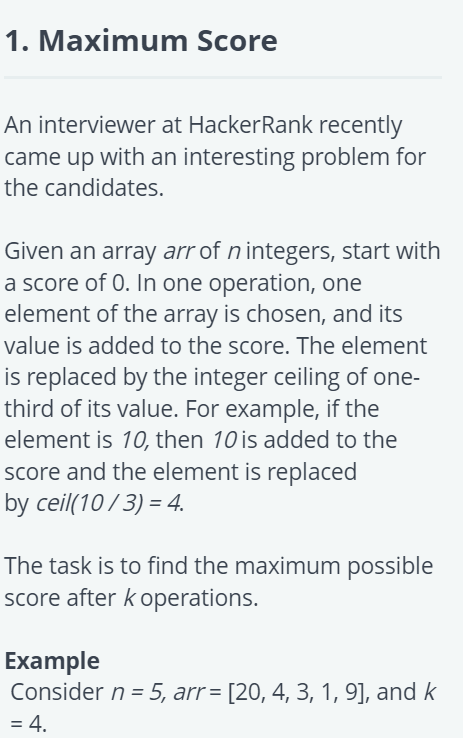 1. Maximum Score
An interviewer at HackerRank recently
came up with an interesting problem for
the candidates.
Given an array arr of n integers, start with
a score of 0. In one operation, one
element of the array is chosen, and its
value is added to the score. The element
is replaced by the integer ceiling of one-
third of its value. For example, if the
element is 10, then 10 is added to the
score and the element is replaced
by ceil(10 / 3) = 4.
The task is to find the maximum possible
score after k operations.
Example
Consider n = 5, arr = [20, 4, 3, 1, 9], and k
= 4.